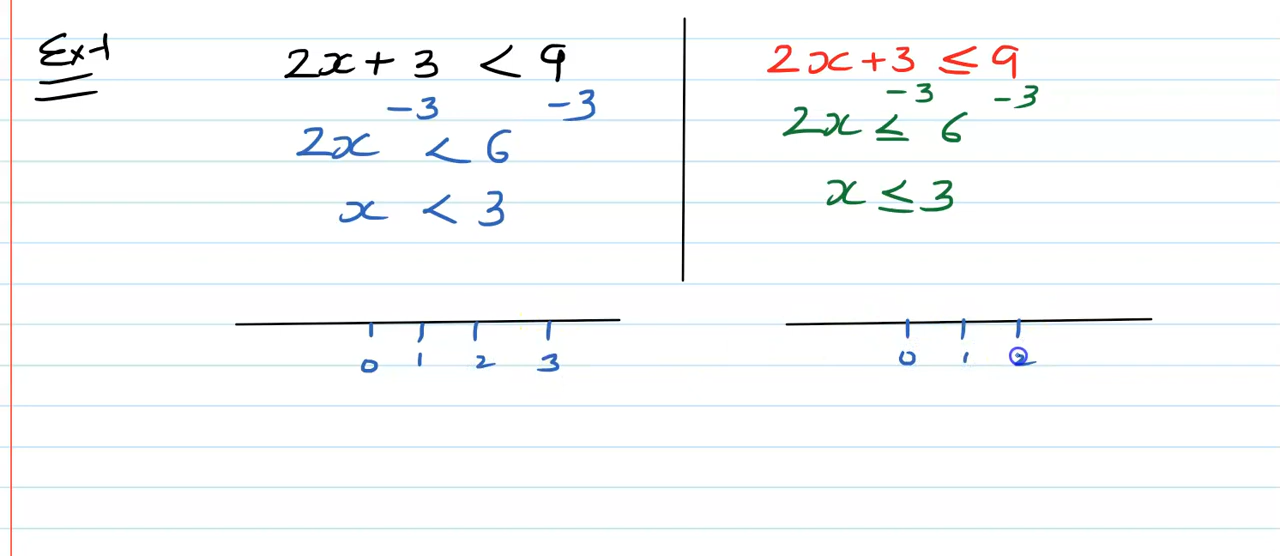 Ex-1
2x + 3 < 9
-3 -3
2x < 6
x < 3
0 1 2 3
2x + 3 ≤ 9
-3 -3
2x ≤ 6
x ≤ 3
0 1 2